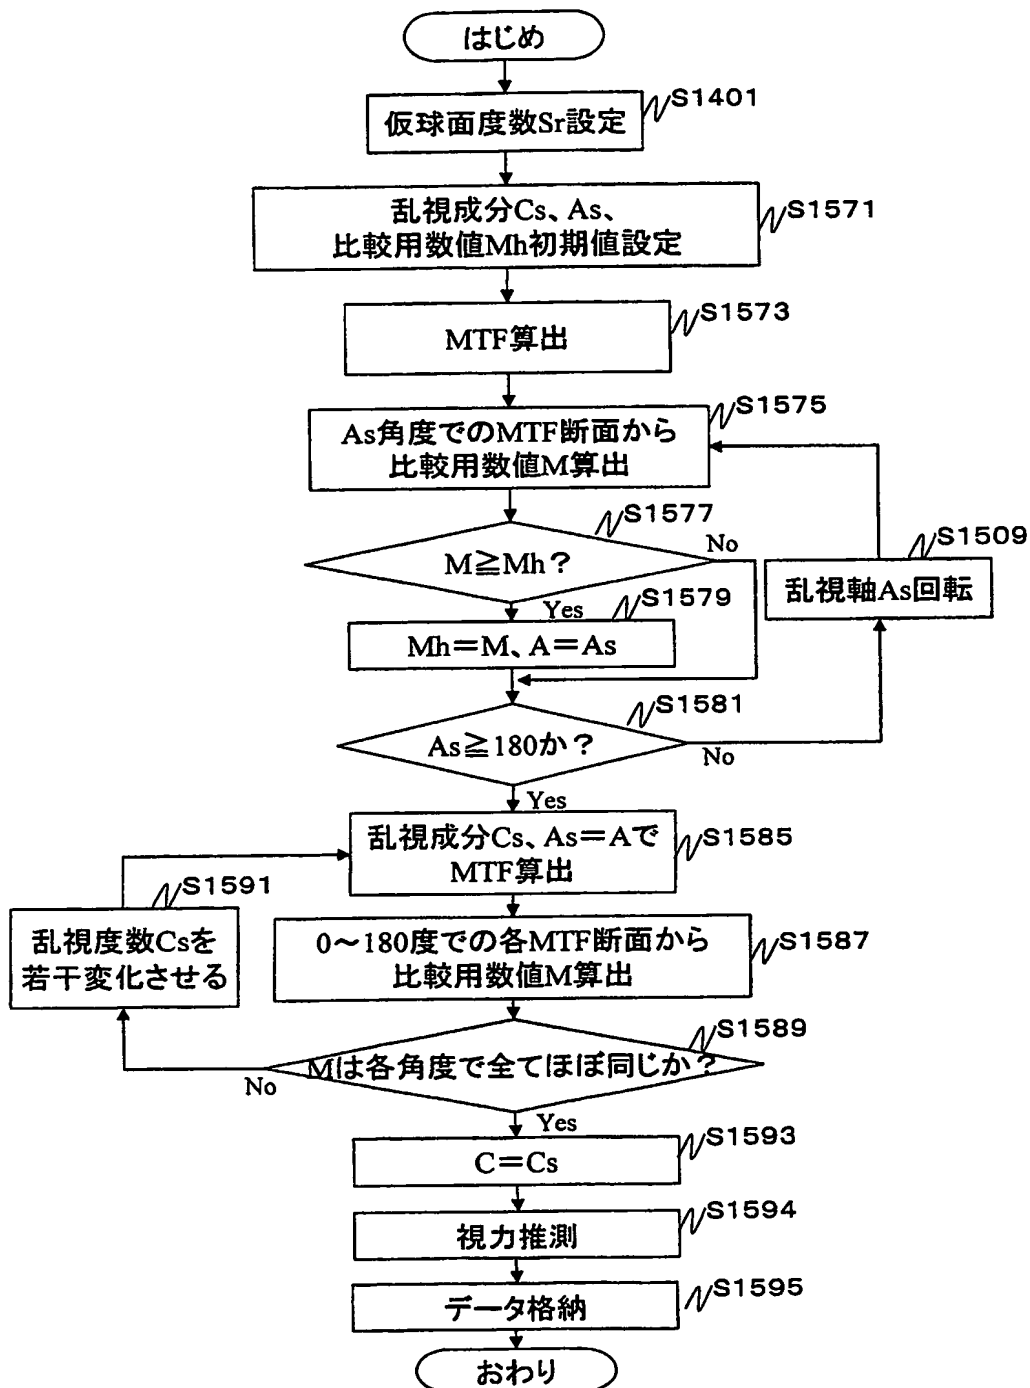 はじめ
仮球面度数Sr設定
S1401
乱視成分Cs、As、
比較用数値Mh初期値設定
S1571
MTF算出
S1573
As角度でのMTF断面から
比較用数値M算出
S1575
M≧Mh？
S1577
No
Yes
S1579
Mh＝M、A＝As
S1509
乱視軸As回転
As≧180か？
S1581
No
Yes
乱視成分Cs、As＝Aで
MTF算出
S1585
S1591
乱視度数Csを
若干変化させる
0～180度での各MTF断面から
比較用数値M算出
S1587
Mは各角度で全てほぼ同じか？
S1589
No
Yes
C＝Cs
S1593
視力推測
S1594
データ格納
S1595
おわり